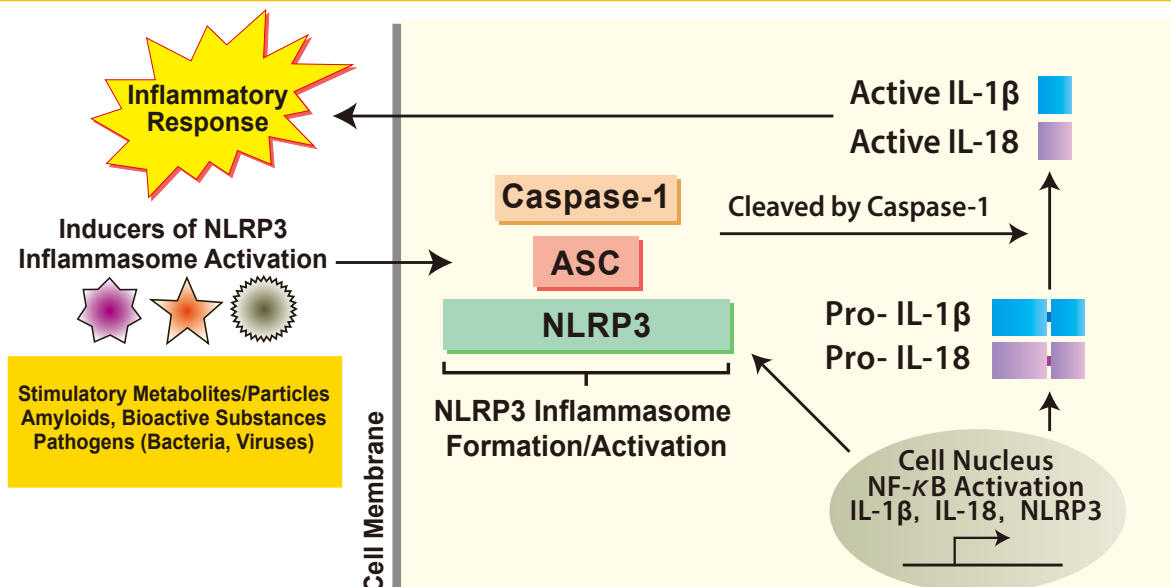 Inflammatory
Response
Inducers of NLRP3
Inflammasome Activation
Stimulatory Metabolites/Particles
Amyloids, Bioactive Substances
Pathogens (Bacteria, Viruses)
Cell Membrane
Caspase-1
ASC
NLRP3
NLRP3 Inflammasome
Formation/Activation
Cleaved by Caspase-1
Active IL-1β
Active IL-18
Pro- IL-1β
Pro- IL-18
Cell Nucleus
NF-κB Activation
IL-1β, IL-18, NLRP3